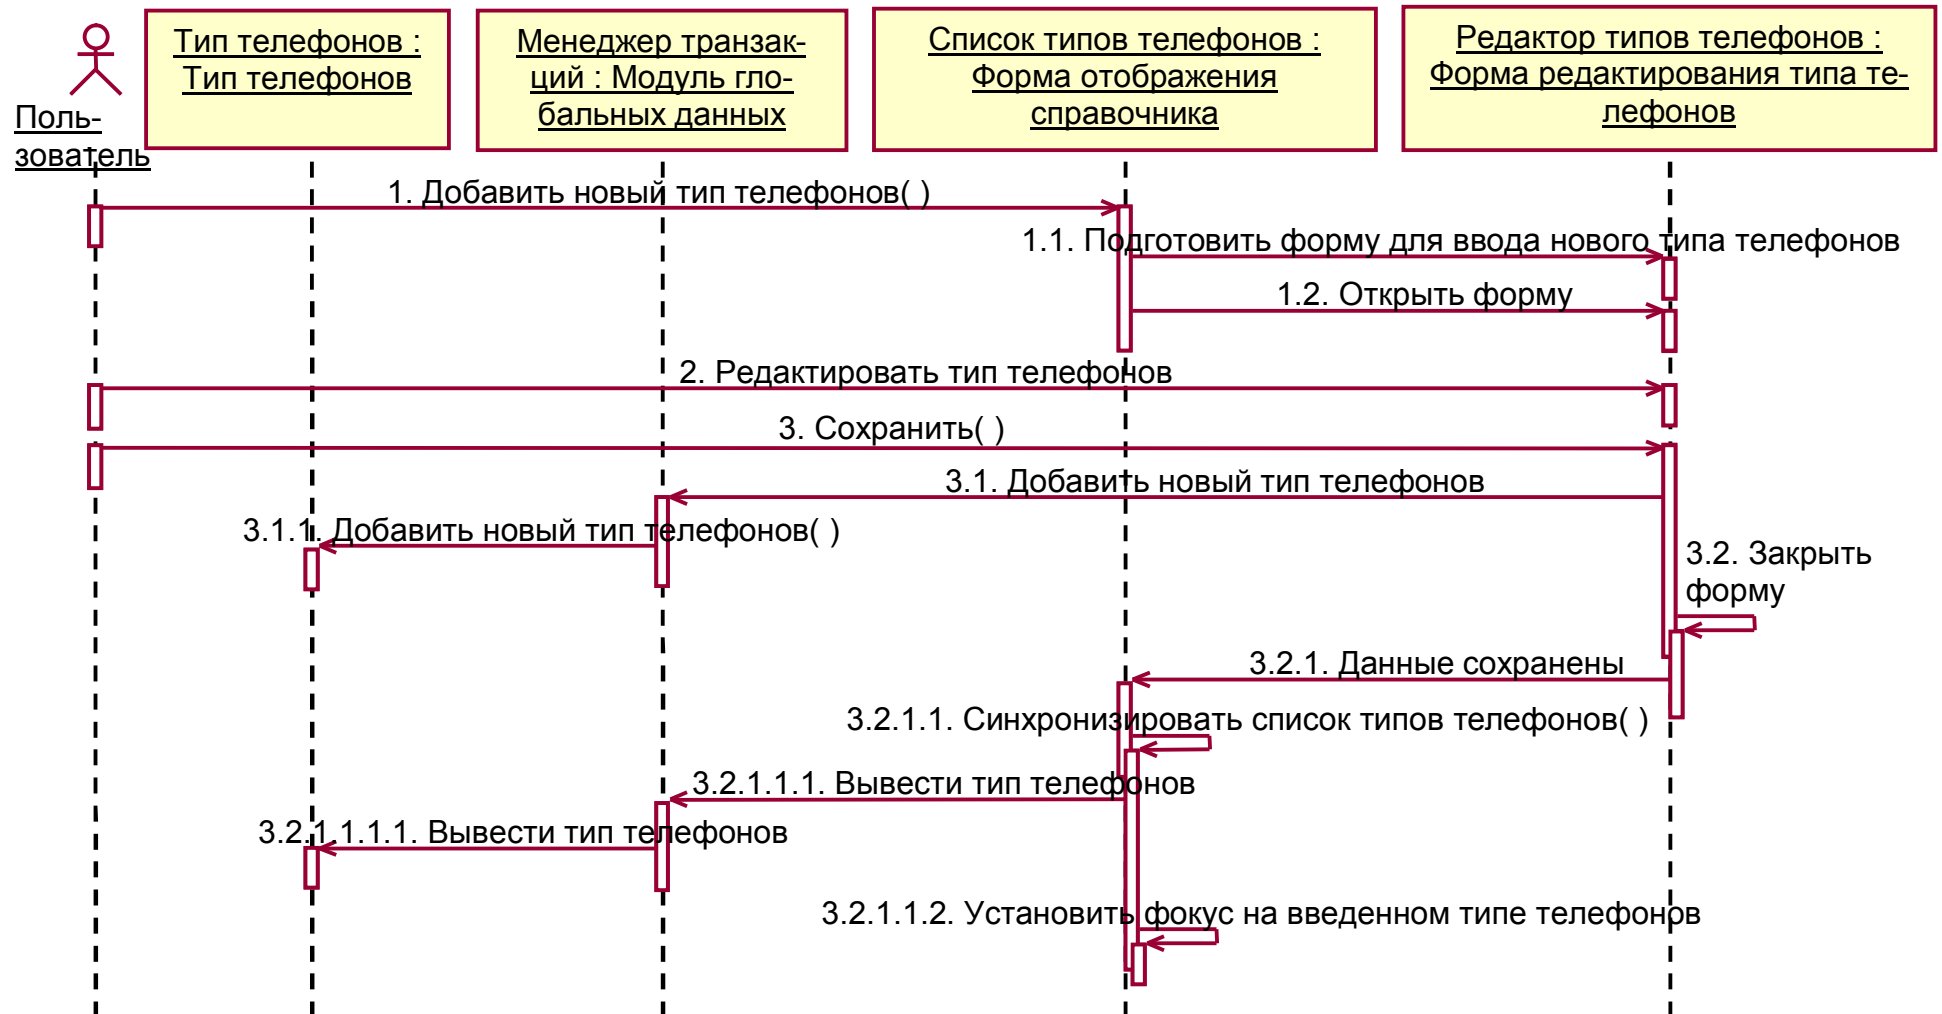 Поль-
зователь
Тип телефонов :
Тип телефонов
Менеджер транзак-
ций : Модуль гло-
бальных данных
Список типов телефонов :
Форма отображения
справочника
Редактор типов телефонов :
Форма редактирования типа те-
лефонов
1. Добавить новый тип телефонов( )
1.1. Подготовить форму для ввода нового типа телефонов
1.2. Открыть форму
2. Редактировать тип телефонов
3. Сохранить( )
3.1. Добавить новый тип телефонов
3.1.1. Добавить новый тип телефонов( )
3.2. Закрыть
форму
3.2.1. Данные сохранены
3.2.1.1. Синхронизировать список типов телефонов( )
3.2.1.1.1. Вывести тип телефонов
3.2.1.1.1.1. Вывести тип телефонов
3.2.1.1.2. Установить фокус на введенном типе телефонов